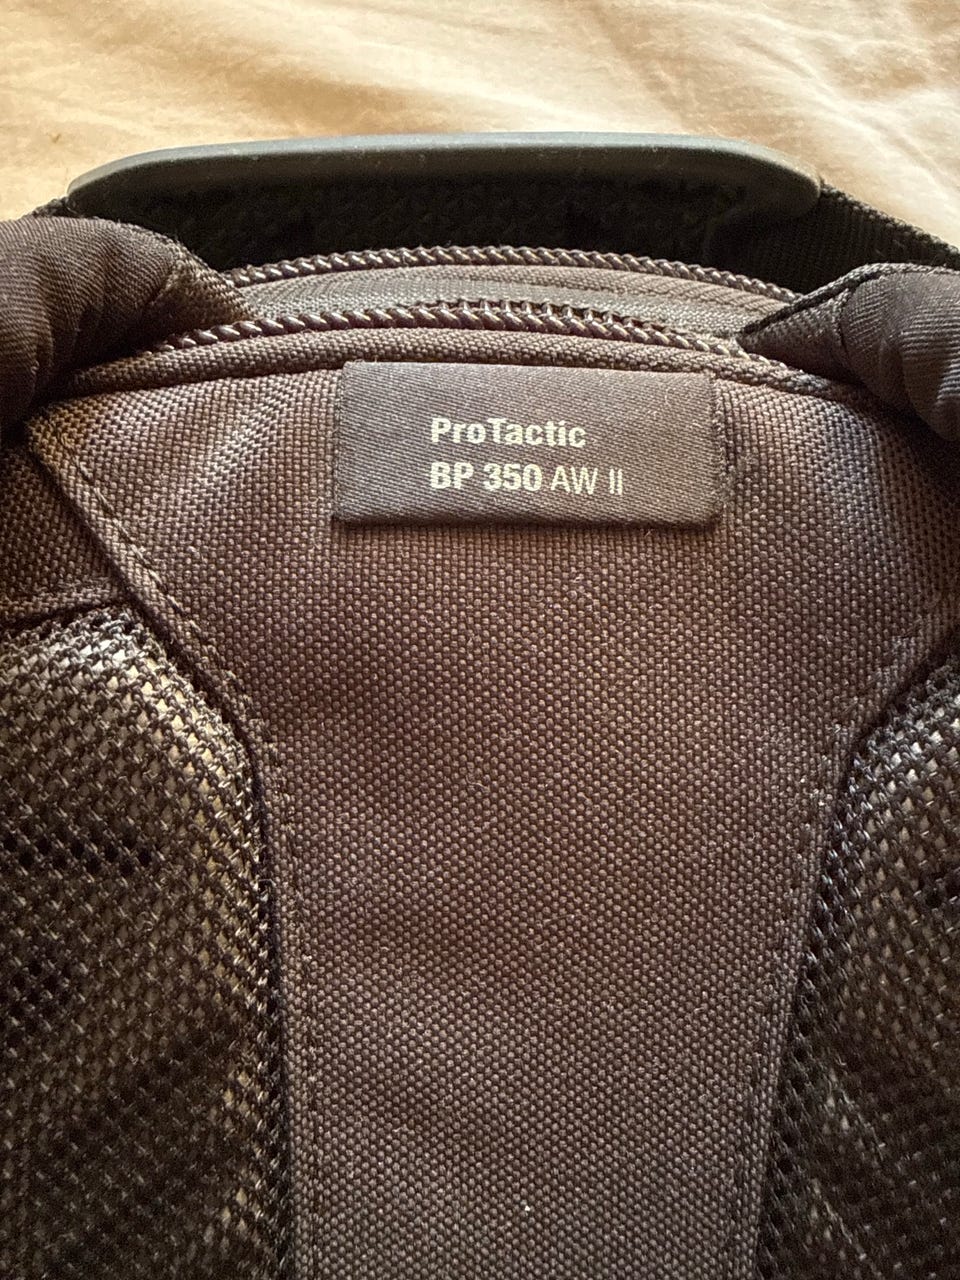 ProTactic
BP 350 AW II